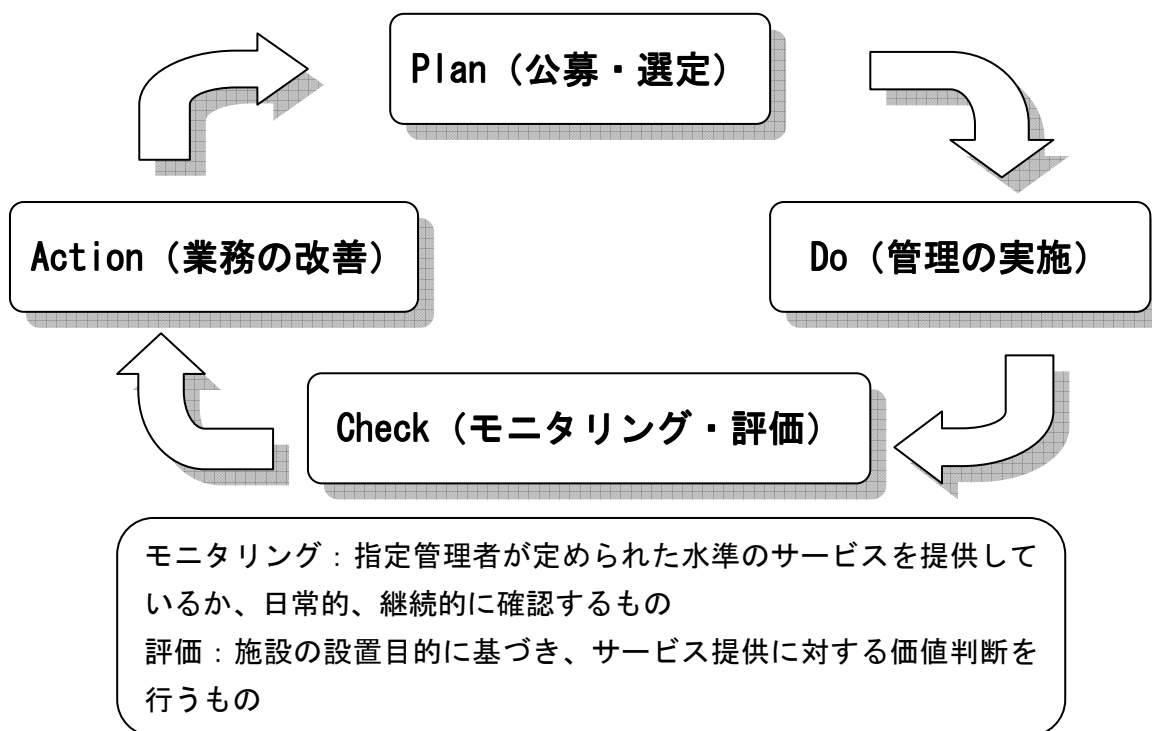 Plan（公募・選定）
Action（業務の改善）
Do（管理の実施）
Check（モニタリング・評価）
モニタリング：指定管理者が定められた水準のサービスを提供して
いるか、日常的、継続的に確認するもの
評価：施設の設置目的に基づき、サービス提供に対する価値判断を
行うもの